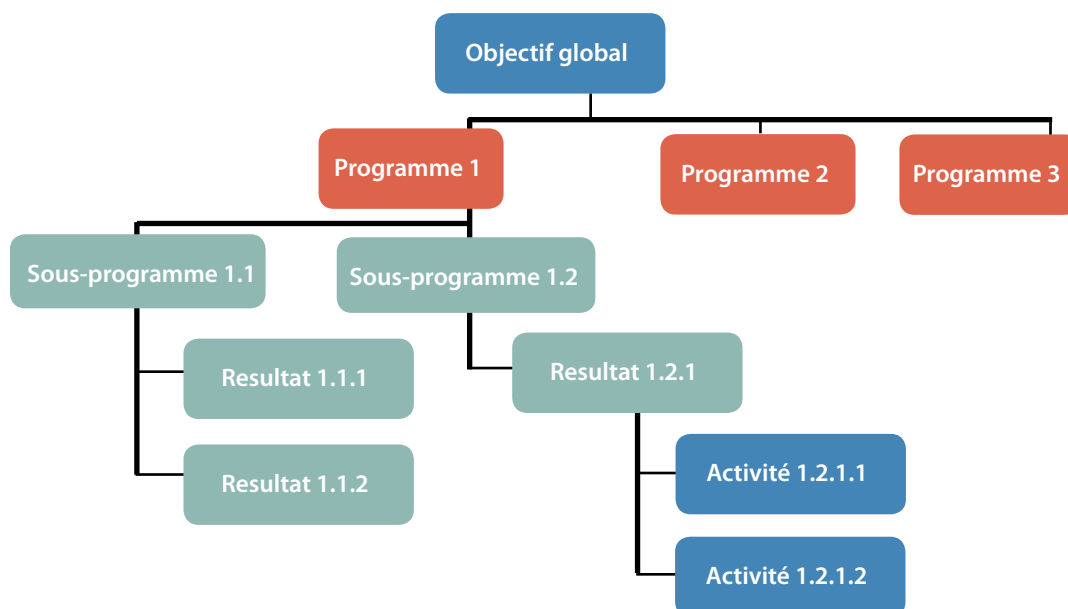 Objectif global
Programme 1
Programme 2
Programme 3
Sous-programme 1.1
Sous-programme 1.2
Resultat 1.1.1
Resultat 1.2.1
Resultat 1.1.2
Activité 1.2.1.1
Activité 1.2.1.2